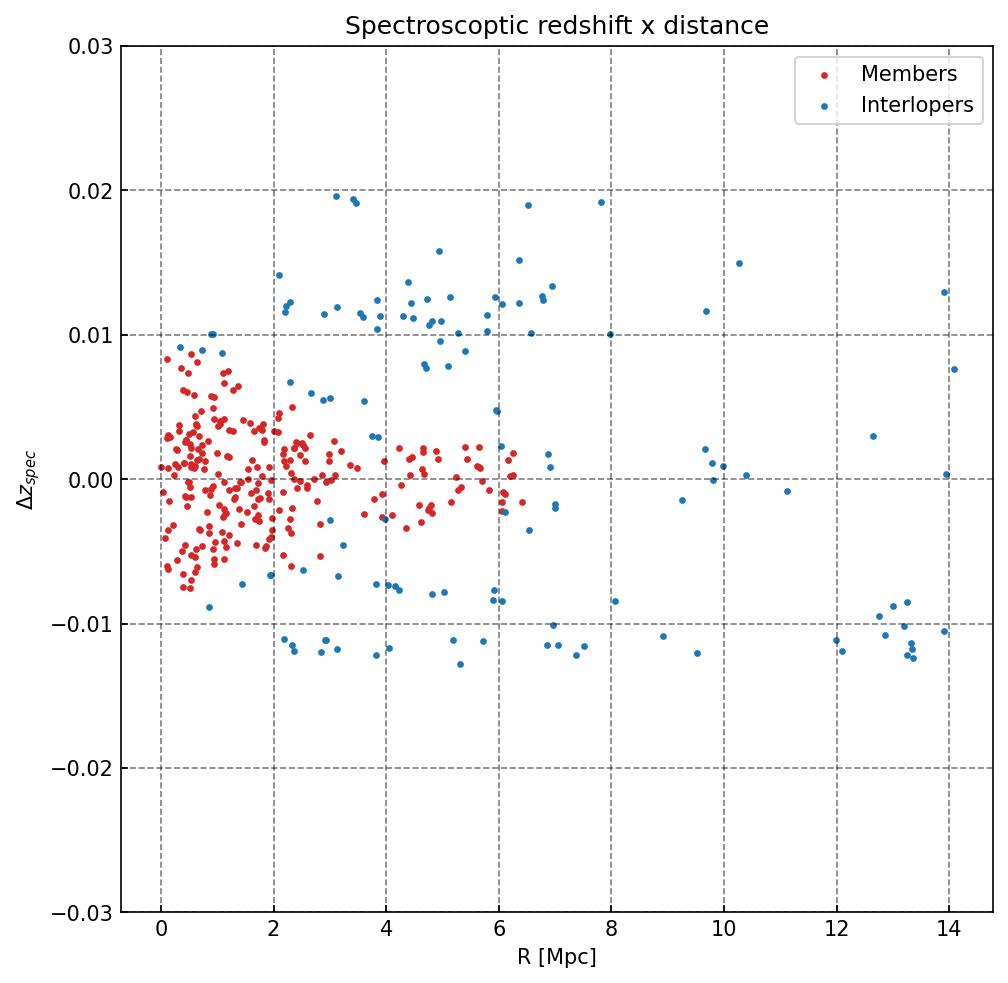 Spectroscoptic redshift x distance
Members
Interlopers
0.03
0.02
0.01
0.00
−0.01
−0.02
−0.03
Δz_spec
0 2 4 6 8 10 12 14
R [Mpc]